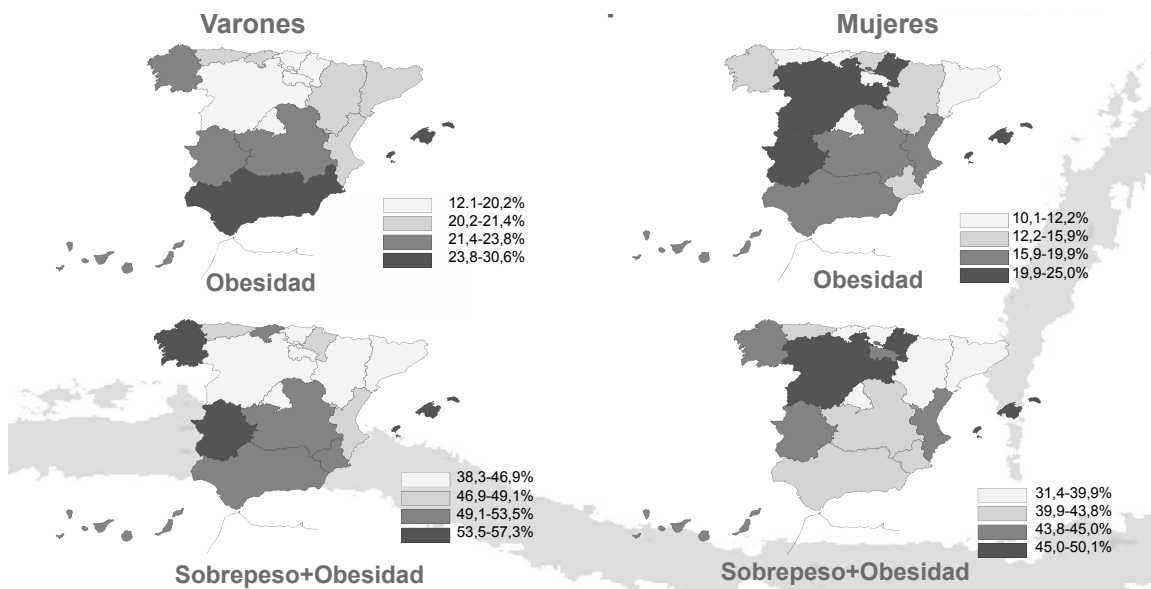 Varones
Mujeres
12.1-20,2%
20,2-21,4%
21,4-23,8%
23,8-30,6%
Obesidad
10,1-12,2%
12,2-15,9%
15,9-19,9%
19,9-25,0%
Obesidad
38,3-46,9%
46,9-49,1%
49,1-53,5%
53,5-57,3%
Sobrepeso+Obesidad
31,4-39,9%
39,9-43,8%
43,8-45,0%
45,0-50,1%
Sobrepeso+Obesidad